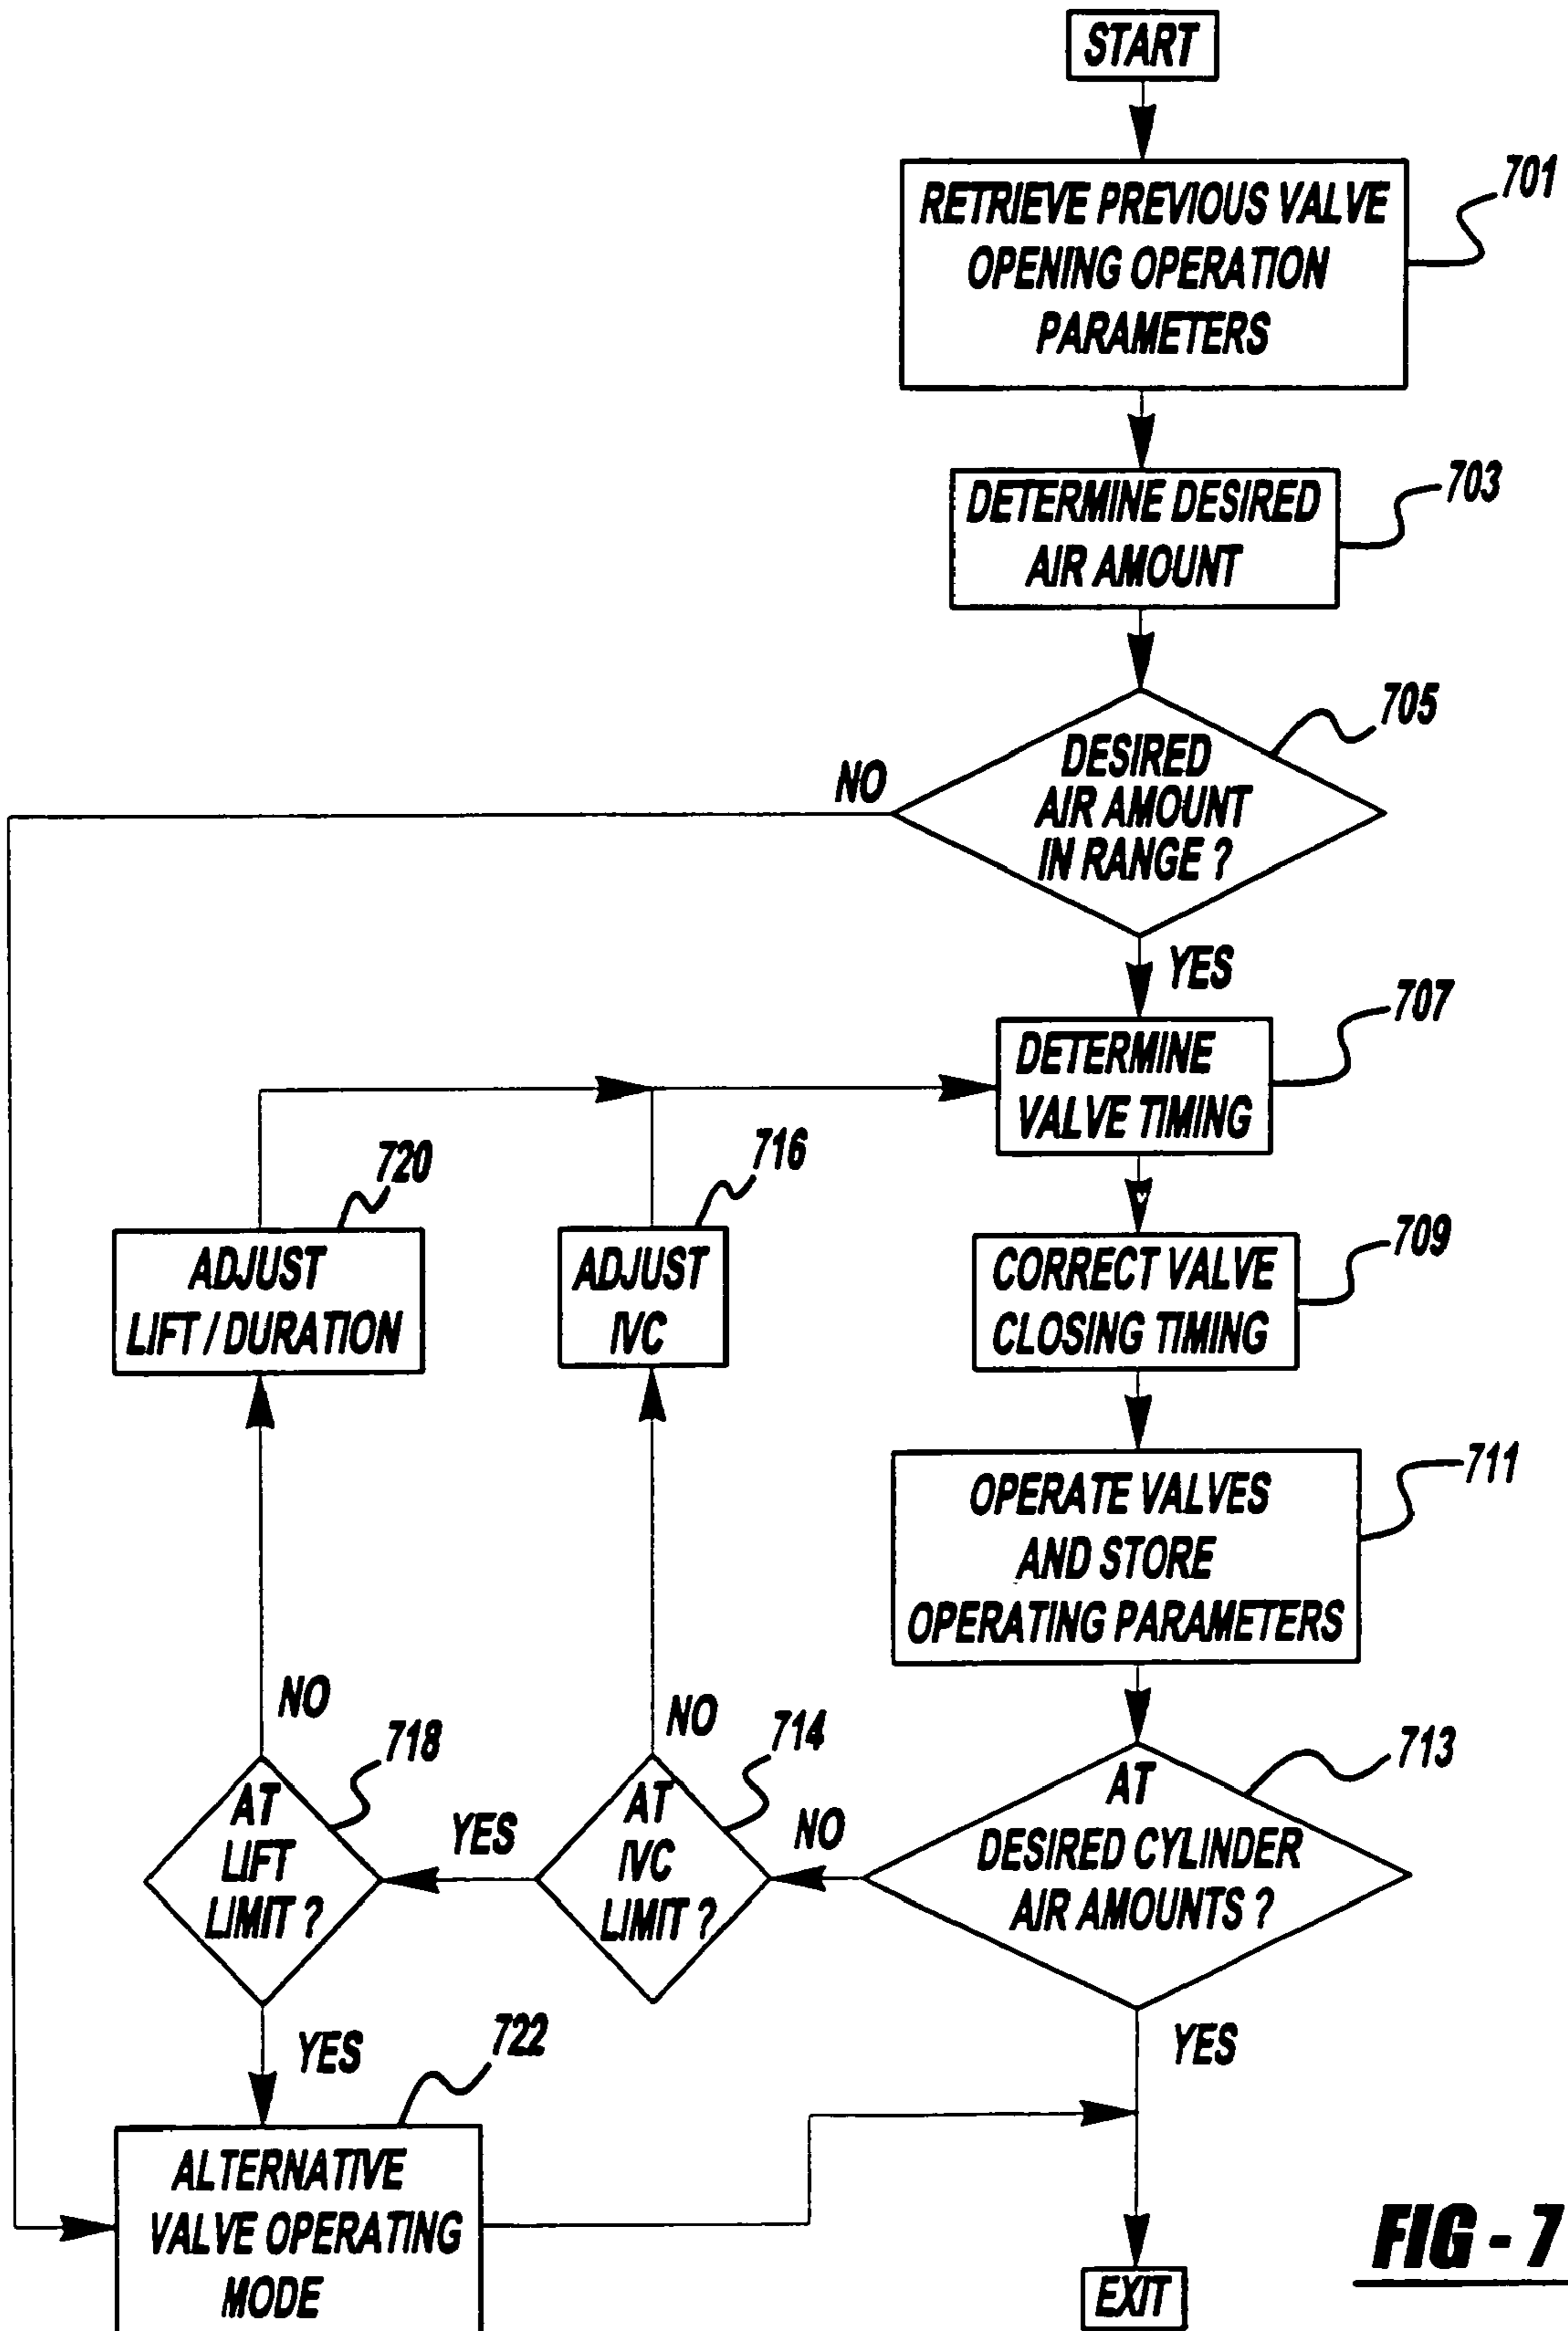 START
RETRIEVE PREVIOUS VALVE
OPENING OPERATION
PARAMETERS
701
DETERMINE DESIRED
AIR AMOUNT
703
DESIRED
AIR AMOUNT
IN RANGE ?
705
NO
YES
DETERMINE
VALVE TIMING
707
720
716
ADJUST
LIFT / DURATION
ADJUST
IVC
CORRECT VALVE
CLOSING TIMING
709
OPERATE VALVES
AND STORE
OPERATING PARAMETERS
711
NO
NO
718
714
713
AT
LIFT
LIMIT ?
YES
AT
IVC
LIMIT ?
NO
AT
DESIRED CYLINDER
AIR AMOUNTS ?
YES
722
YES
ALTERNATIVE
VALVE OPERATING
MODE
EXIT
FIG - 7